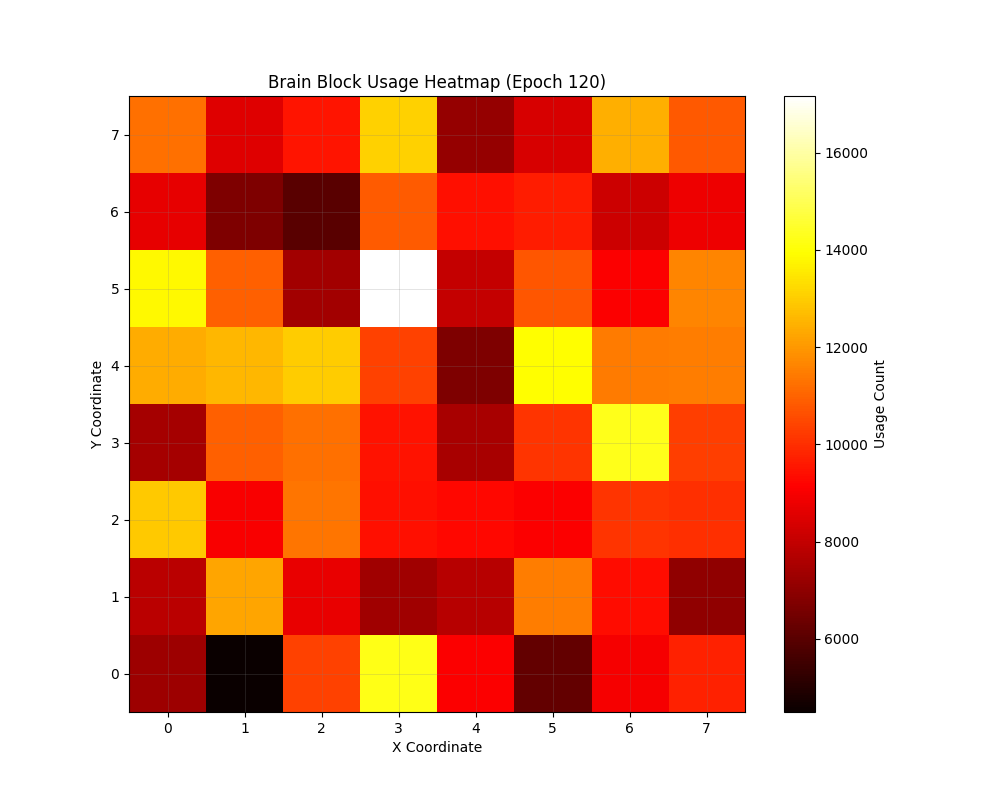 Brain Block Usage Heatmap (Epoch 120)
7
6
5
4
3
2
1
0
Y Coordinate
0 1 2 3 4 5 6 7
X Coordinate
16000
14000
12000
10000
8000
6000
Usage Count